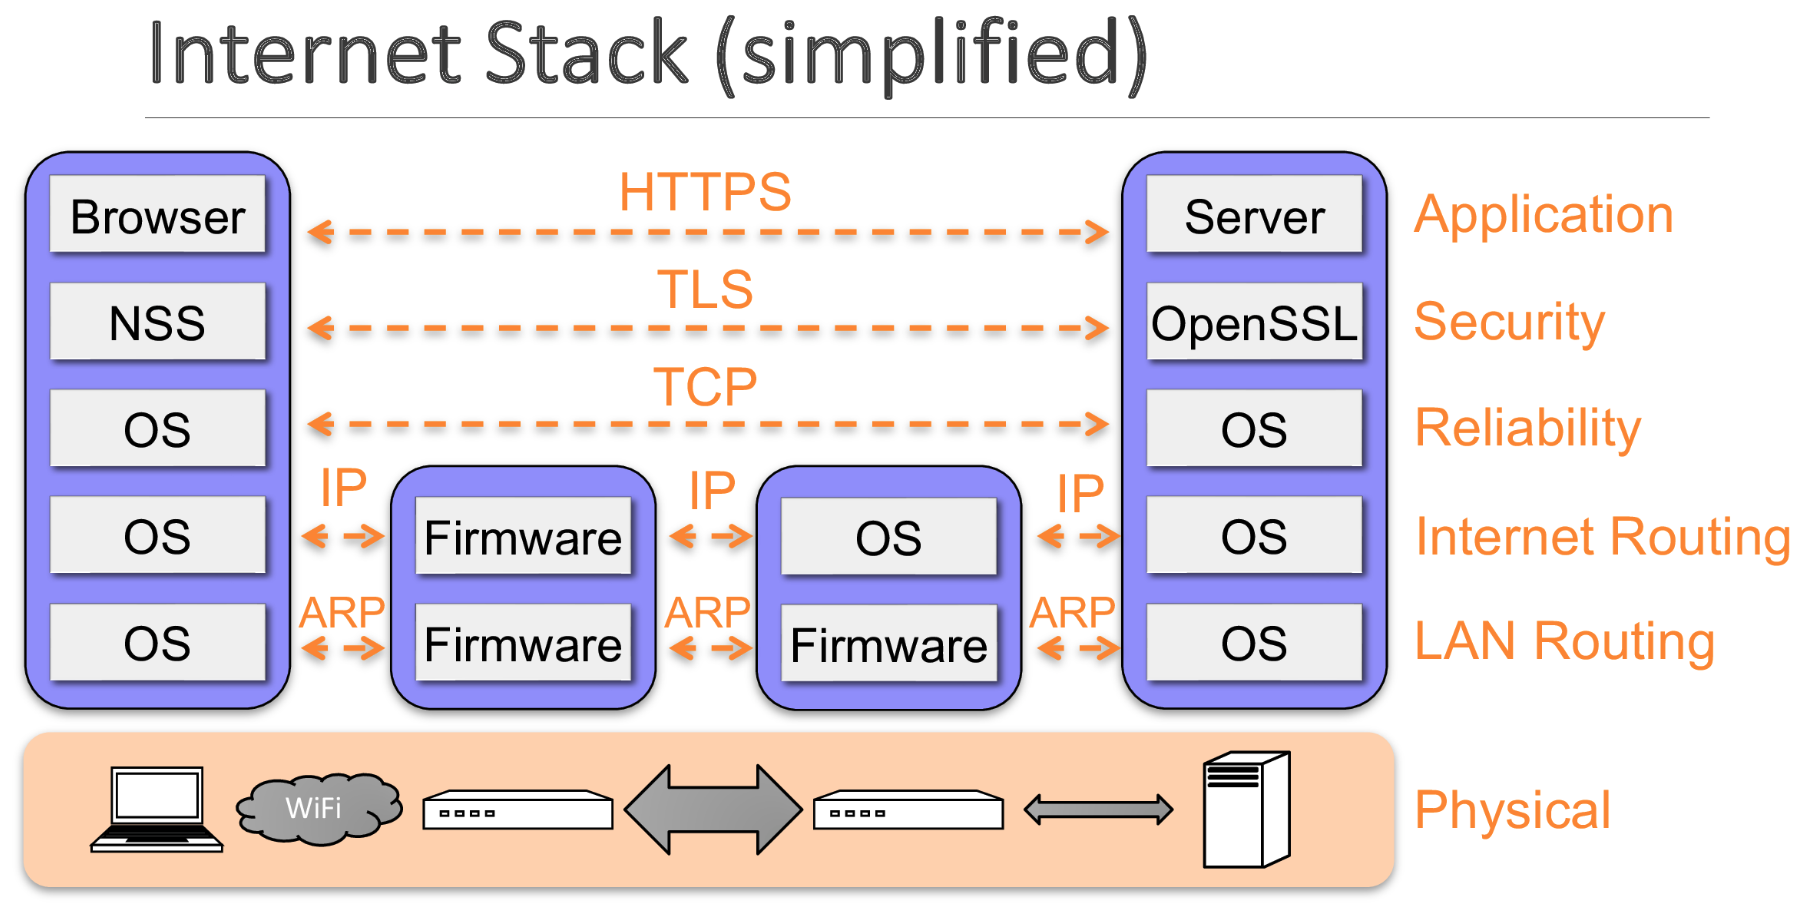 Internet Stack (simplified)
Browser
HTTPS
Server
Application
NSS
TLS
OpenSSL
Security
OS
TCP
OS
Reliability
OS
IP
Firmware
IP
OS
IP
OS
Internet Routing
OS
ARP
Firmware
ARP
Firmware
ARP
OS
LAN Routing
WiFi
Physical